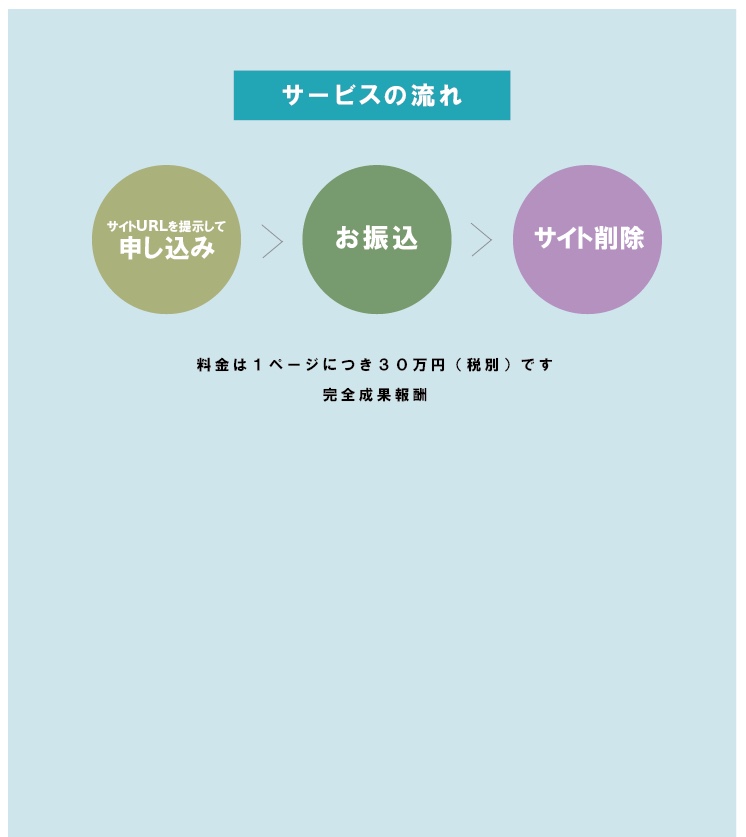 サービスの流れ
サイトURLを提示して
申し込み
お振込
サイト削除
料金は１ページにつき３０万円（税別）です
完全成果報酬